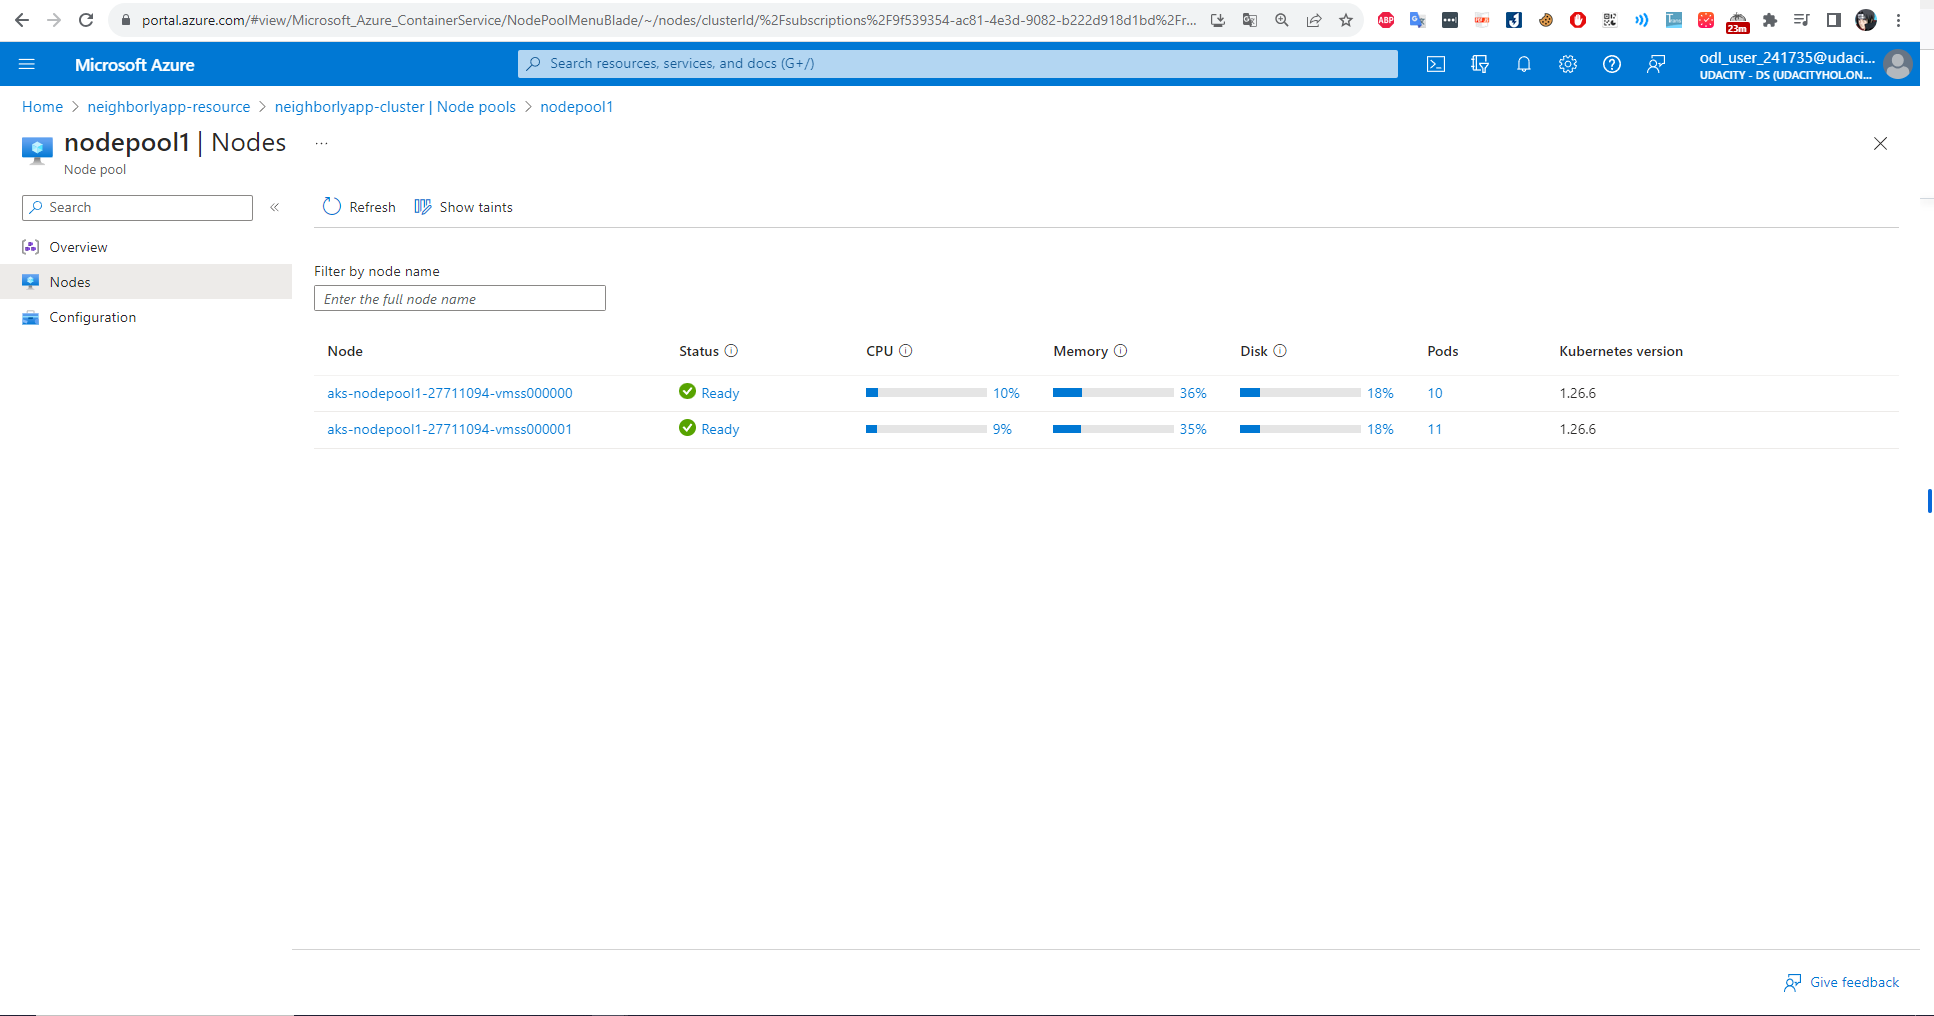 portal.azure.com/#view/Microsoft_Azure_ContainerService/NodePoolMenuBlade/~/nodes/clusterId/%2Fsubscriptions%2F9f539354-ac81-4e3d-9082-b222d918d1bd%2Fr...
ABP
23m
Microsoft Azure
Search resources, services, and docs (G+/)
odl_user_241735@udaci...
UDACITY - DS (UDACITYHOL.ON...
Home > neighborlyapp-resource > neighborlyapp-cluster | Node pools > nodepool1
nodepool1 | Nodes ...
Node pool
Search «
Refresh Show taints
Overview
Nodes
Configuration
Filter by node name
Enter the full node name
Node Status CPU Memory Disk Pods Kubernetes version
aks-nodepool1-27711094-vmss000000 Ready 10% 36% 18% 10 1.26.6
aks-nodepool1-27711094-vmss000001 Ready 9% 35% 18% 11 1.26.6
Give feedback